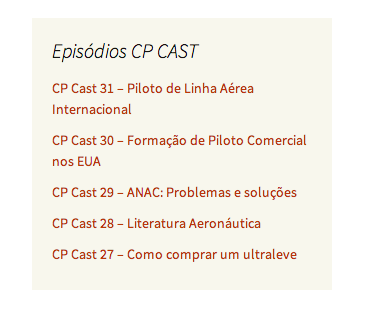 Episódios CP CAST
CP Cast 31 – Piloto de Linha Aérea
Internacional
CP Cast 30 – Formação de Piloto Comercial
nos EUA
CP Cast 29 – ANAC: Problemas e soluções
CP Cast 28 – Literatura Aeronáutica
CP Cast 27 – Como comprar um ultraleve